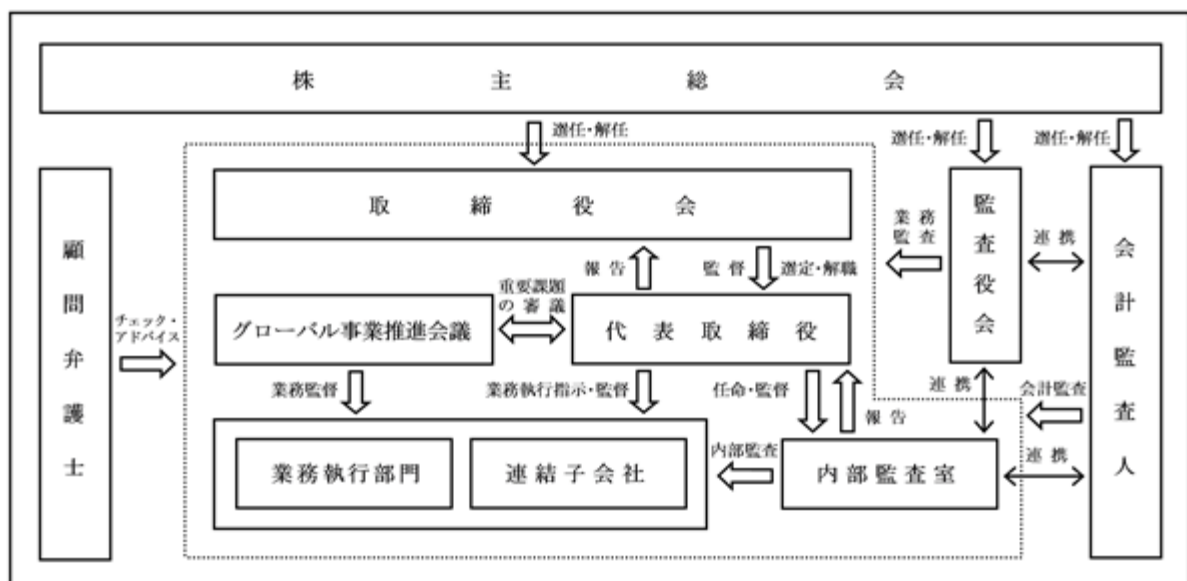 株主総会
選任・解任
選任・解任
選任・解任
顧問弁護士
取締役会
監査役会
会計監査人
業務
監査
連携
報告
監督
選定・解職
チェック・
アドバイス
グローバル事業推進会議
重要課題
の審議
代表取締役
業務監督
業務執行指示・監督
任命・監督
報告
連携
会計監査
業務執行部門
連結子会社
内部監査
内部監査室
連携